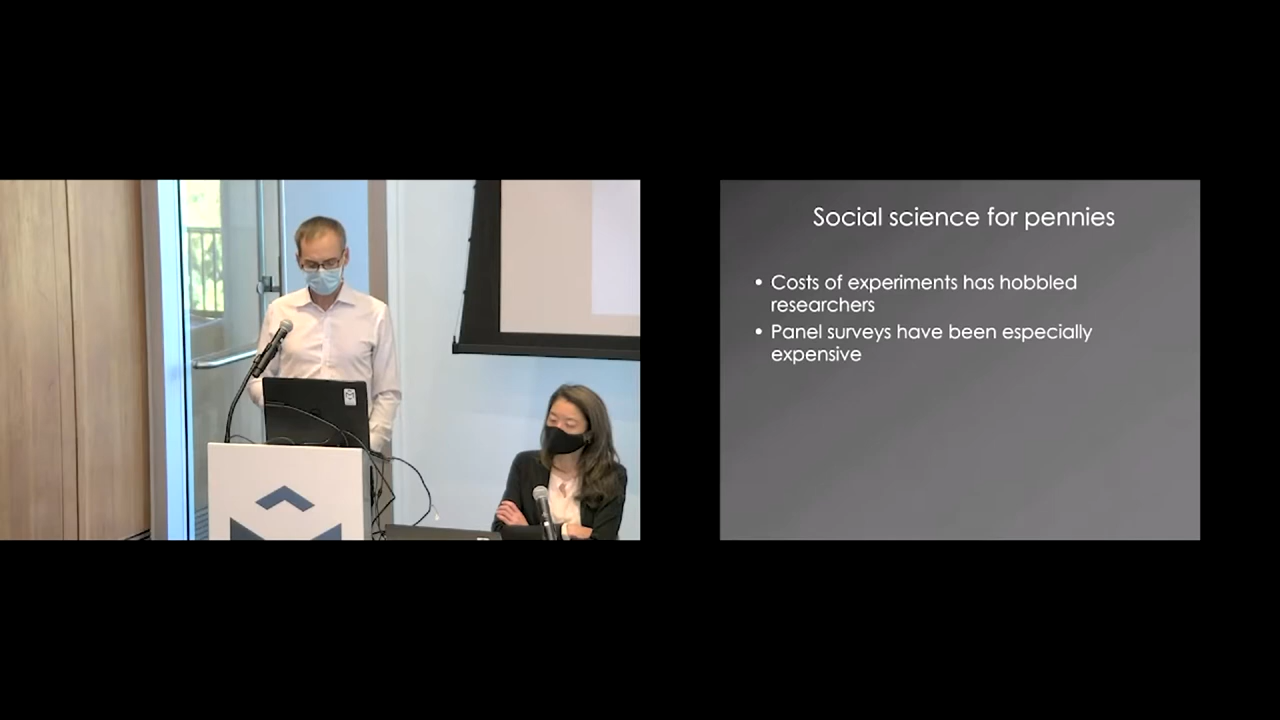 Social science for pennies
• Costs of experiments has hobbled
researchers
• Panel surveys have been especially
expensive